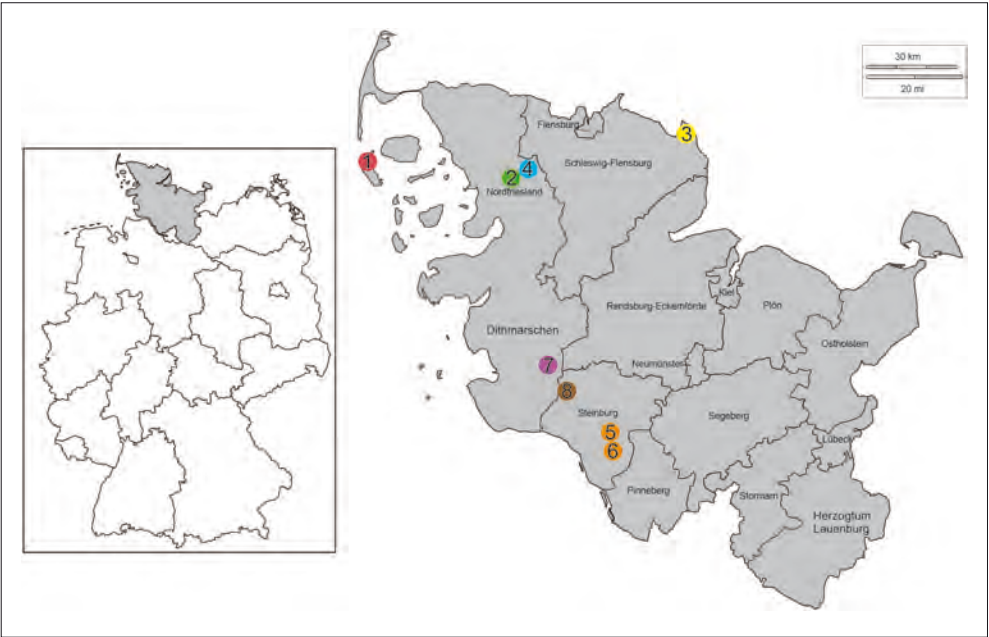 30 km
20 mi
Flensburg
3
Schleswig-Flensburg
1
4
2
Nordfriesland
Kiel
Rendsburg-Eckernförde
Plön
Dithmarschen
Ostholstein
7
Neumünster
8
Steinburg
Segeberg
5
Lübeck
6
Pinneberg
Stormarn
Herzogtum
Lauenburg